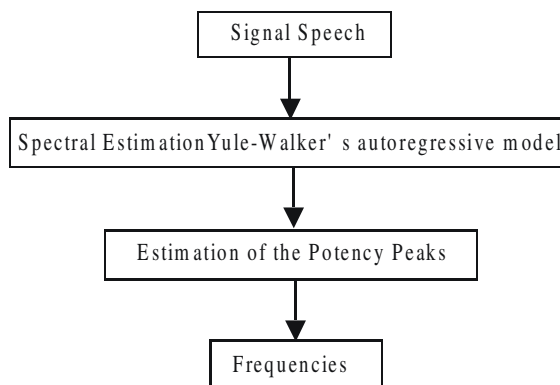 Signal Speech
Spectral Estimation Yule-Walker' s autoregressive model
Estimation of the Potency Peaks
Frequencies